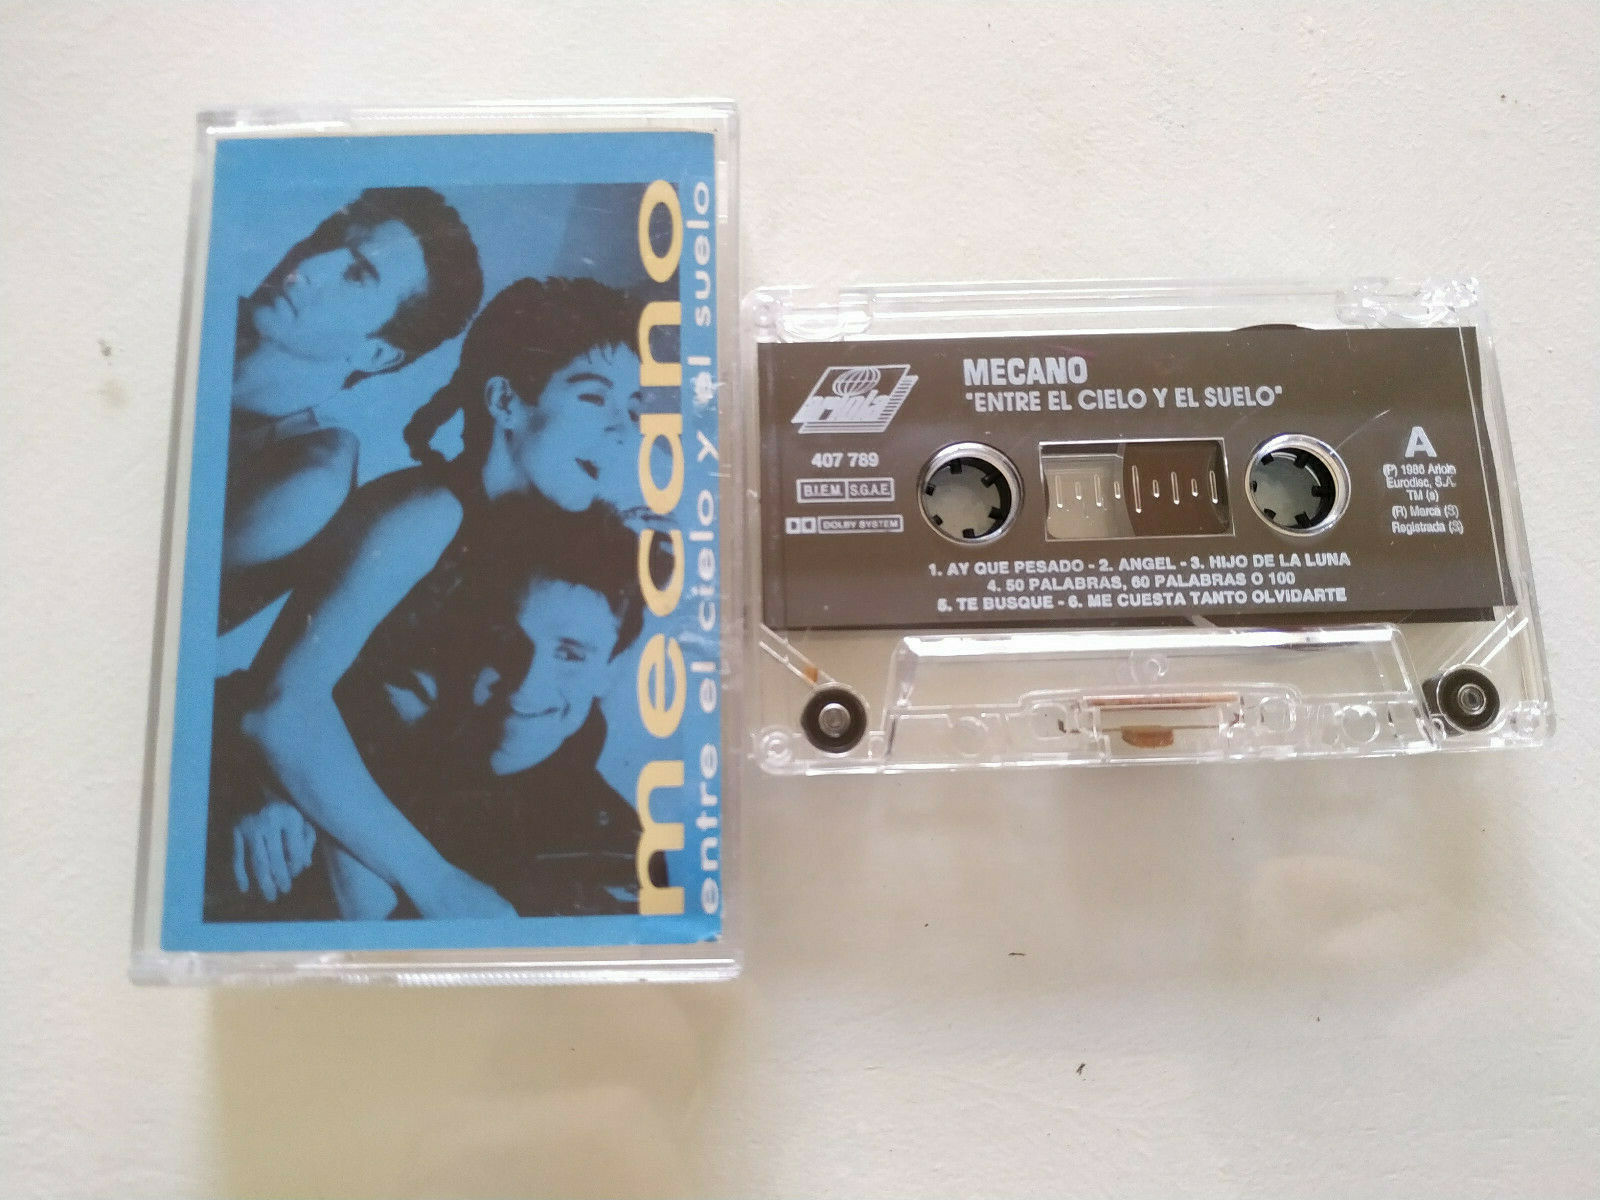 mecano
entre el cielo y el suelo
ariola
MECANO
"ENTRE EL CIELO Y EL SUELO"
407 789
B.I.E.M. S.G.A.E.
DOLBY SYSTEM
A
(P) 1986 Ariola
Eurodisc, S.A.
TM (s)
(R) Marca (S)
Registrada (S)
1. AY QUE PESADO - 2. ANGEL - 3. HIJO DE LA LUNA
4. 50 PALABRAS, 60 PALABRAS O 100
5. TE BUSQUE - 6. ME CUESTA TANTO OLVIDARTE